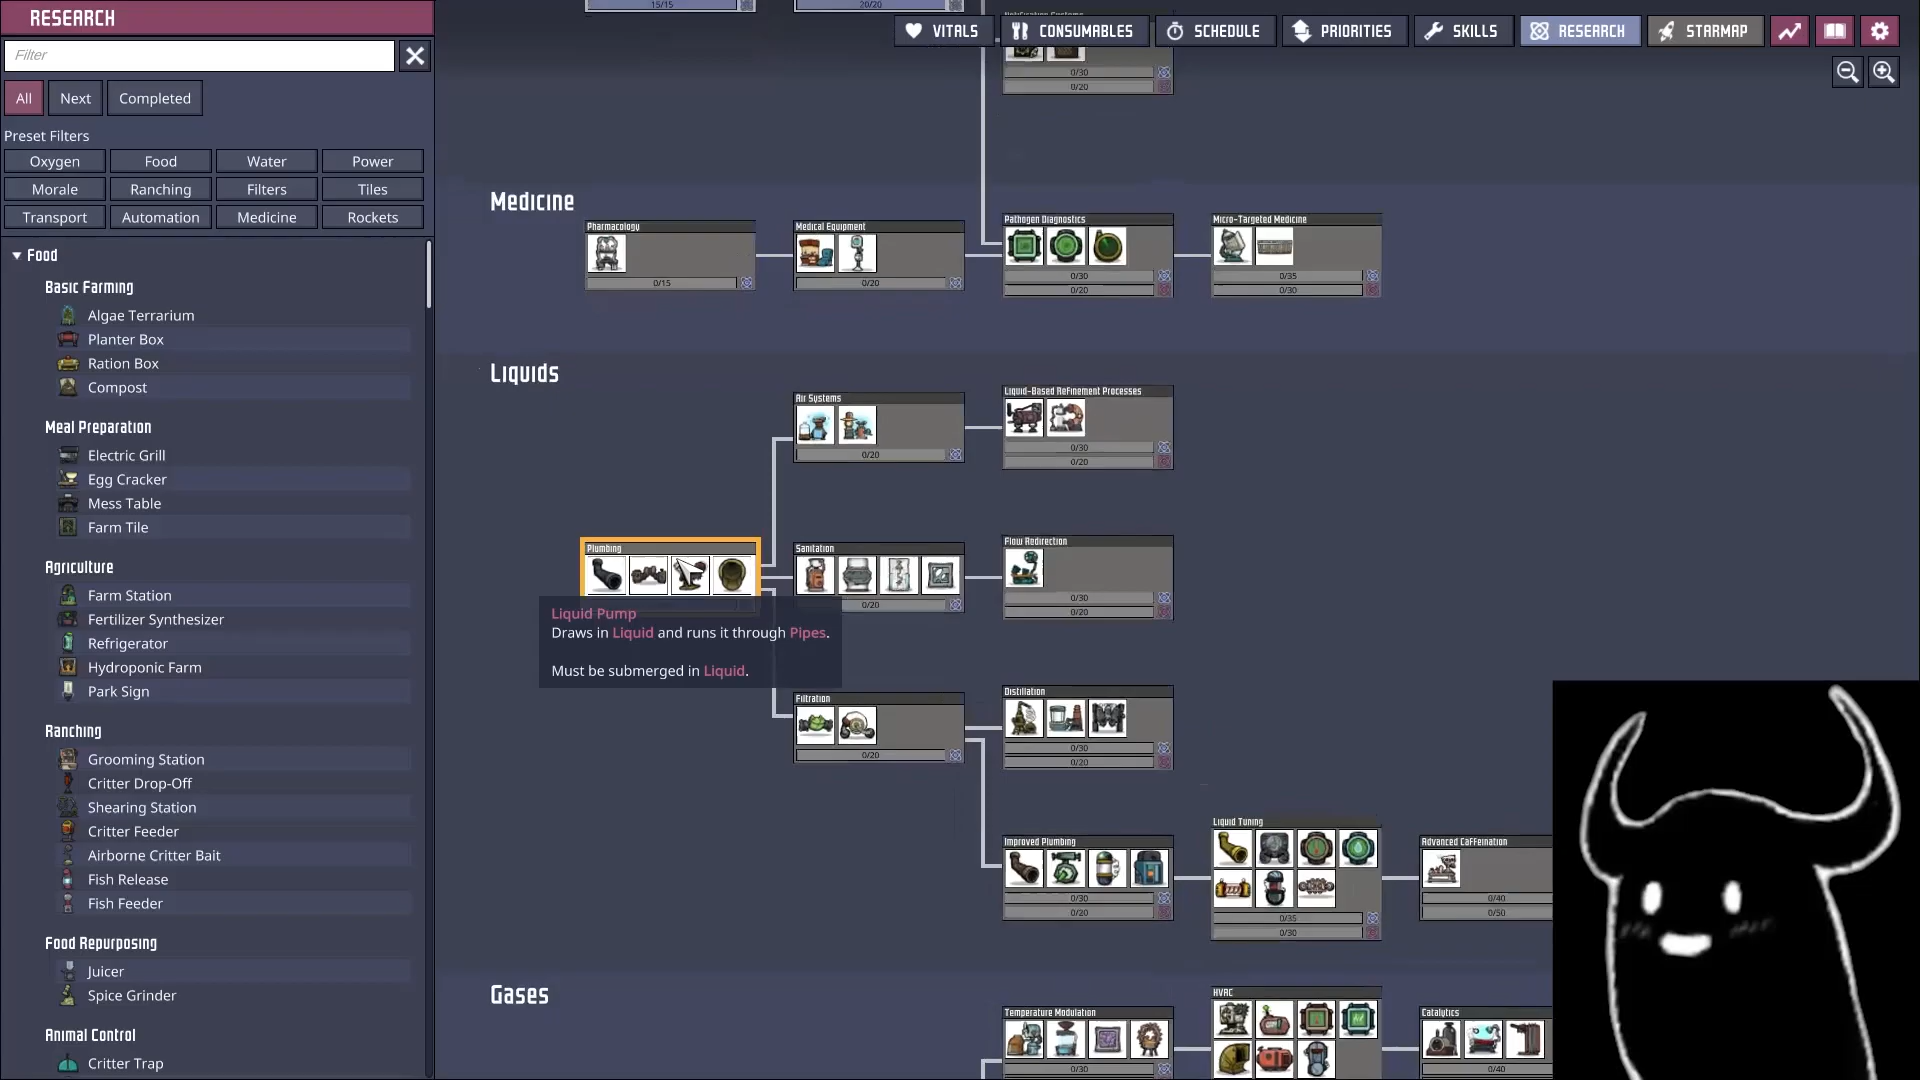 RESEARCH
Filter
All
Next
Completed
Preset Filters
Oxygen
Food
Water
Power
Morale
Ranching
Filters
Tiles
Transport
Automation
Medicine
Rockets
Food
Basic Farming
Algae Terrarium
Planter Box
Ration Box
Compost
Meal Preparation
Electric Grill
Egg Cracker
Mess Table
Farm Tile
Agriculture
Farm Station
Fertilizer Synthesizer
Refrigerator
Hydroponic Farm
Park Sign
Ranching
Grooming Station
Critter Drop-Off
Shearing Station
Critter Feeder
Airborne Critter Bait
Fish Release
Fish Feeder
Food Repurposing
Juicer
Spice Grinder
Animal Control
Critter Trap
VITALS
CONSUMABLES
SCHEDULE
PRIORITIES
SKILLS
RESEARCH
STARMAP
15/15
20/20
0/30
0/20
Medicine
Pharmacology
0/15
Medical Equipment
0/20
Pathogen Diagnostics
0/30
0/20
Micro-Targeted Medicine
0/35
0/30
Liquids
Air Systems
0/20
Liquid-Based Refinement Processes
0/30
0/20
Plumbing
Sanitation
0/20
Flow Redirection
0/30
0/20
Liquid Pump
Draws in Liquid and runs it through Pipes.
Must be submerged in Liquid.
Filtration
0/20
Distillation
0/30
0/20
Improved Plumbing
0/30
0/20
Liquid Tuning
0/35
0/30
Advanced Caffeination
0/40
0/50
Gases
Temperature Modulation
0/30
HVAC
Catalytics
0/40